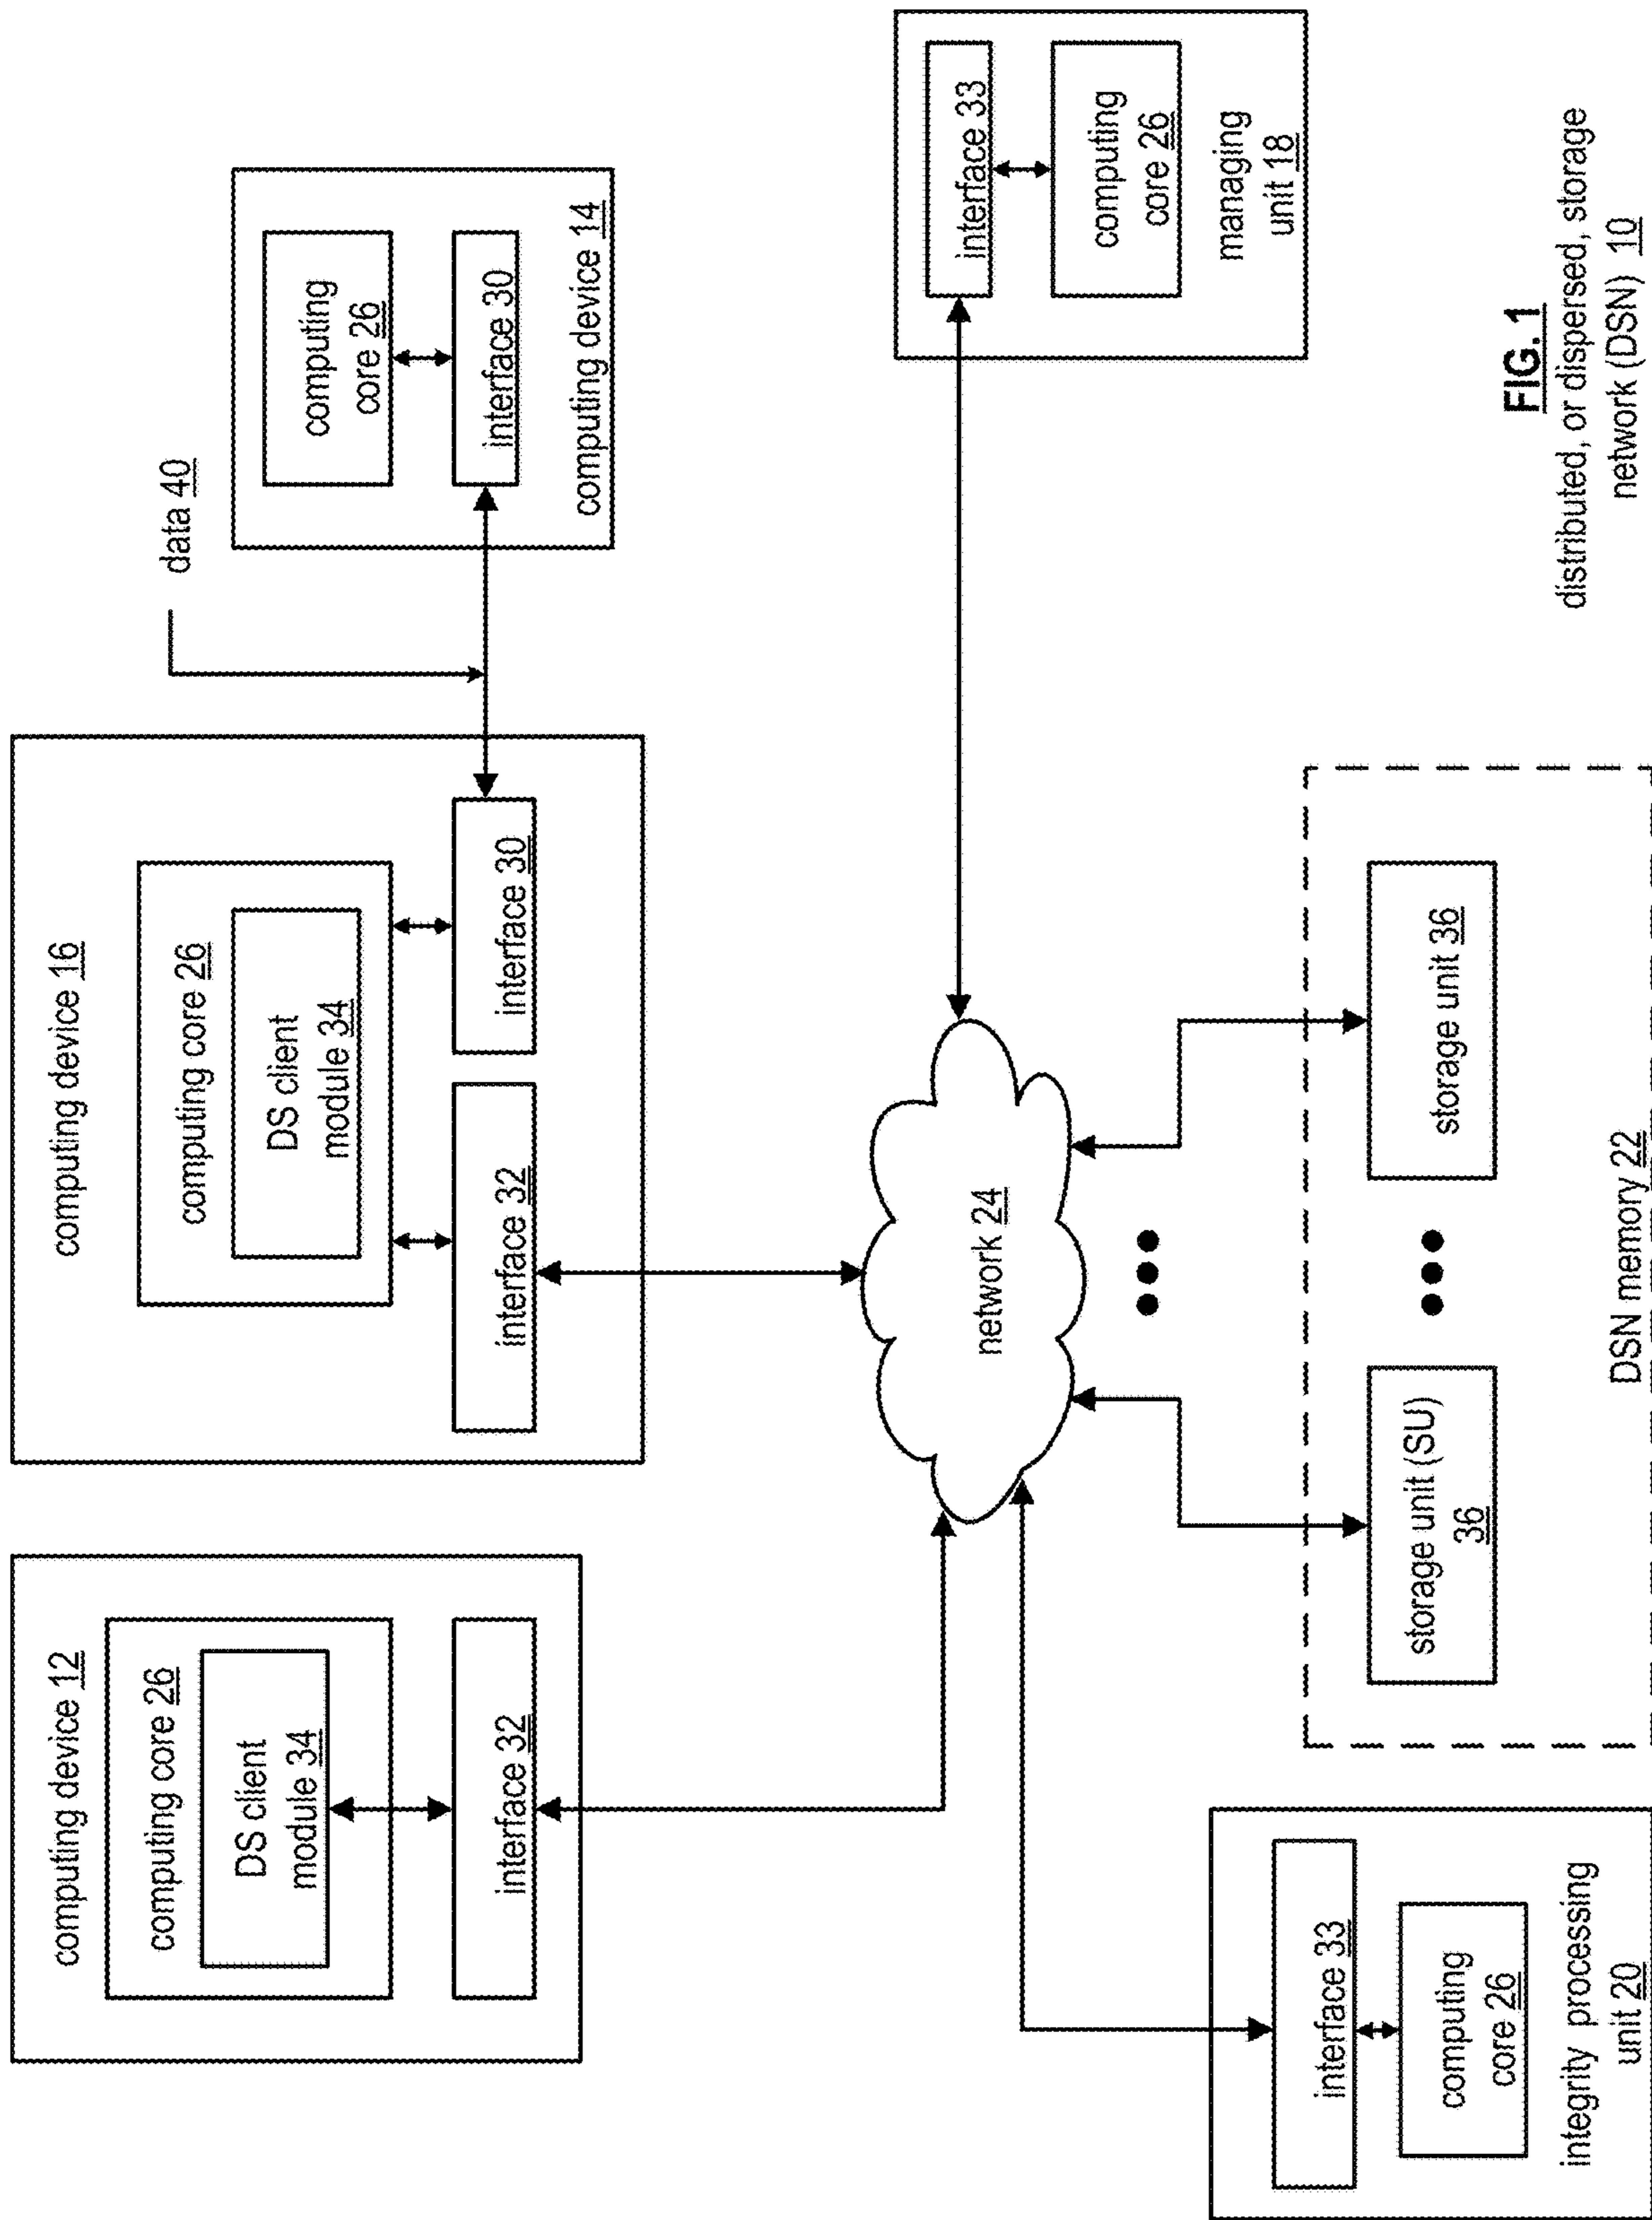 computing device 12
computing core 26
DS client
module 34
interface 32
computing device 16
computing core 26
DS client
module 34
interface 32
interface 30
data 40
computing
core 26
interface 30
computing device 14
network 24
interface 33
computing
core 26
managing
unit 18
interface 33
computing
core 26
integrity processing
unit 20
storage unit (SU)
36
storage unit 36
DSN memory 22
FIG. 1
distributed, or dispersed, storage
network (DSN) 10